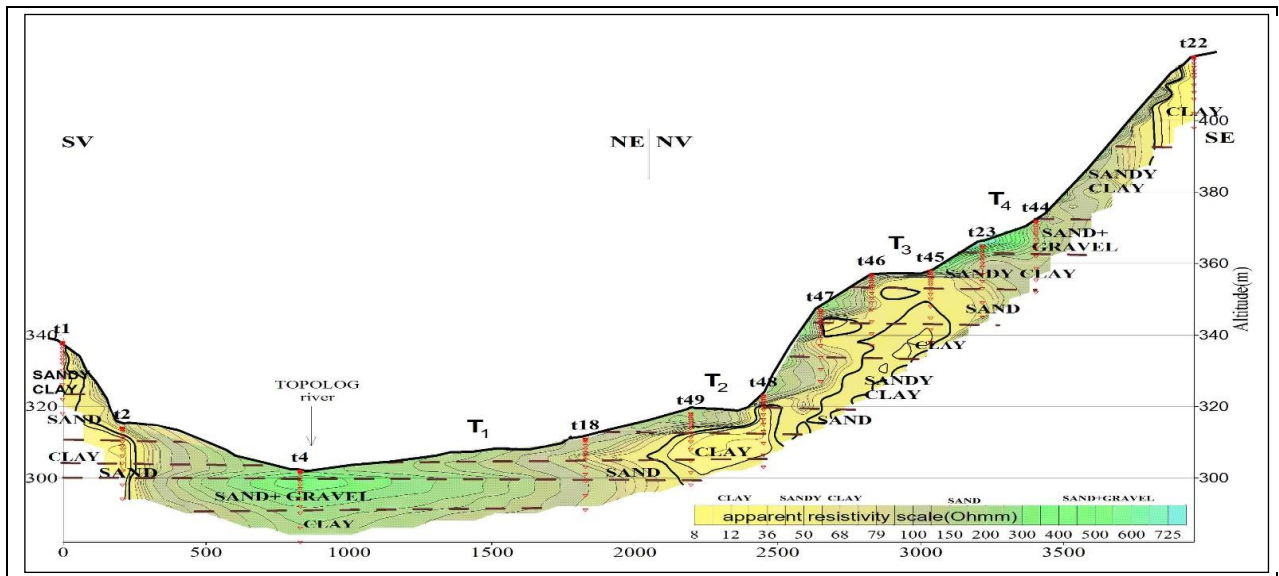 t22
400
CLAY
SV
NE NV
SE
380
SANDY
CLAY
T4
t44
t23
SAND+
GRAVEL
T3
360
t46
t45
SANDY CLAY
Altitude(m)
t47
SAND
340
t1
340
CLAY
SANDY
CLAY
TOPOLOG
river
T2
t48
SANDY
CLAY
320
t49
320
SAND
t2
SAND
T1
t18
CLAY
CLAY
SAND
t4
SAND
300
300
SAND+ GRAVEL
CLAY
CLAY
SANDY CLAY
SAND
SAND+GRAVEL
apparent resistivity scale(Ohmm)
8 12 36 50 68 79 100 150 200 300 400 500 600 725
0 500 1000 1500 2000 2500 3000 3500